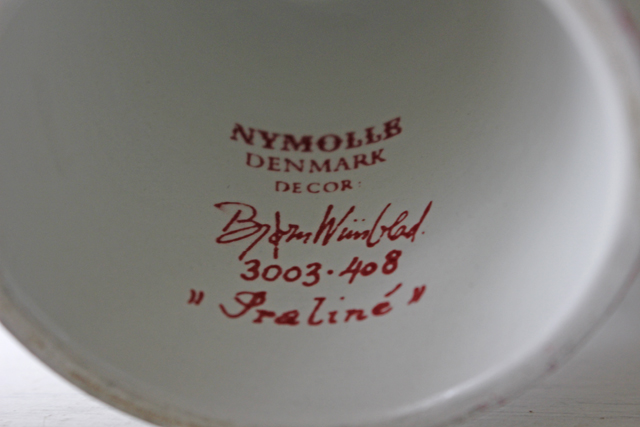 NYMOLLE
DENMARK
DECOR:
Bjørn Wiinblad.
3003-408
"Praliné"